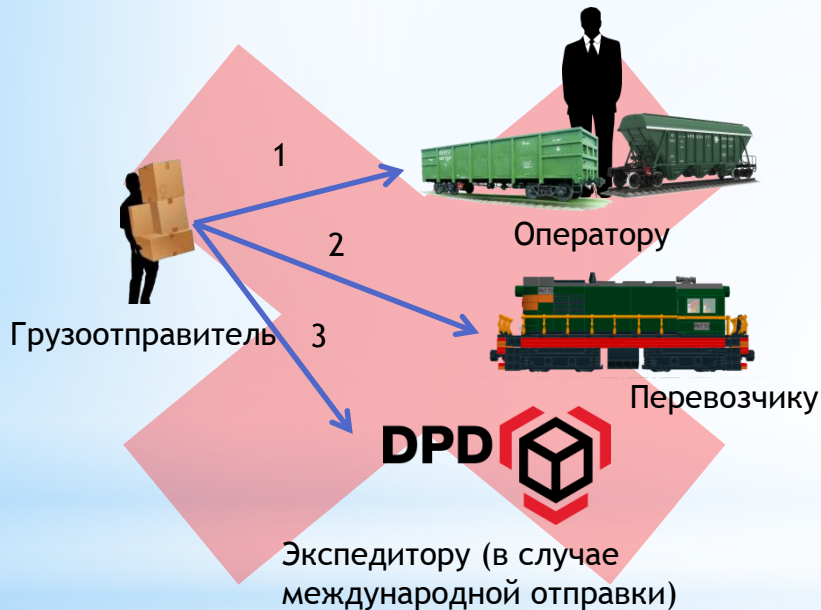 1
Оператору
2
Грузоотправитель
3
Перевозчику
DPD
Экспедитору (в случае
международной отправки)